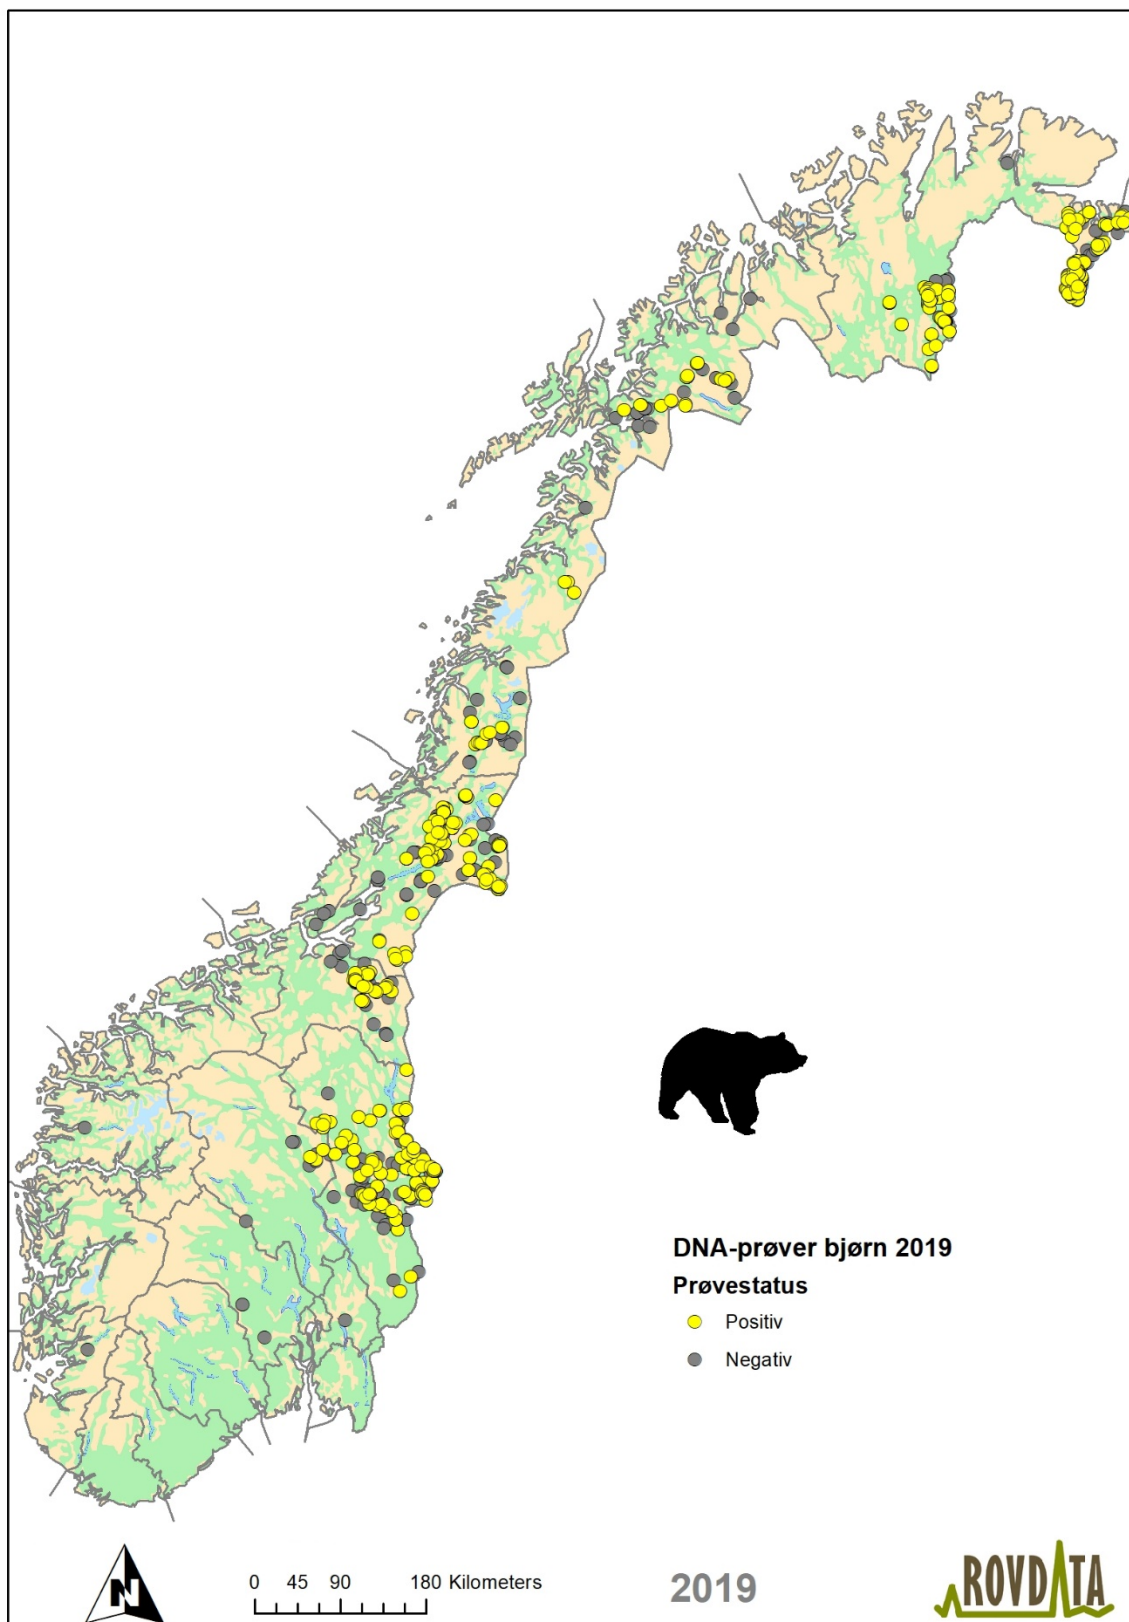 DNA-prøver bjørn 2019
Prøvestatus
Positiv
Negativ
N
0 45 90 180 Kilometers
2019
ROVDATA